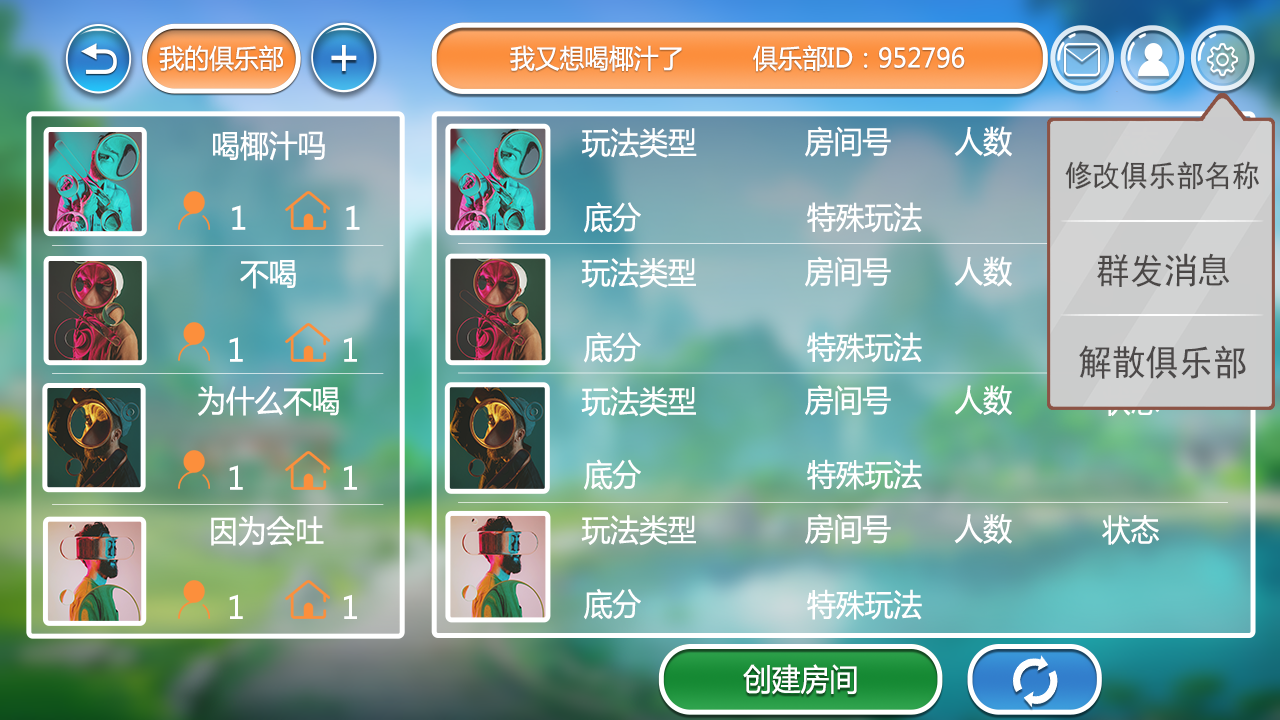 我的俱乐部
我又想喝椰汁了 俱乐部ID：952796
喝椰汁吗
1 1
不喝
1 1
为什么不喝
1 1
因为会吐
1 1
玩法类型 房间号 人数
底分 特殊玩法
玩法类型 房间号 人数
底分 特殊玩法
玩法类型 房间号 人数 状态
底分 特殊玩法
玩法类型 房间号 人数 状态
底分 特殊玩法
修改俱乐部名称
群发消息
解散俱乐部
创建房间